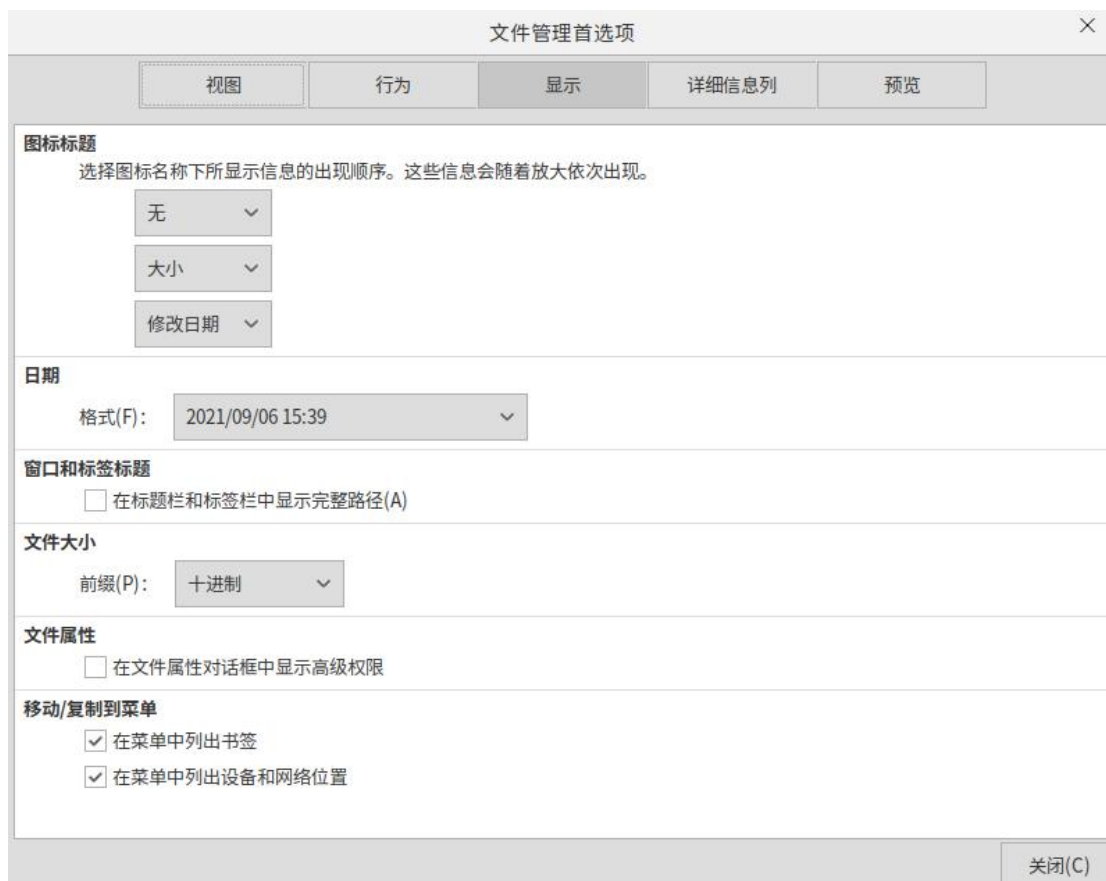 文件管理首选项
视图 行为 显示 详细信息列 预览
图标标题
选择图标名称下所显示信息的出现顺序。这些信息会随着放大依次出现。
无
大小
修改日期
日期
格式(F)： 2021/09/06 15:39
窗口和标签标题
在标题栏和标签栏中显示完整路径(A)
文件大小
前缀(P)： 十进制
文件属性
在文件属性对话框中显示高级权限
移动/复制到菜单
在菜单中列出书签
在菜单中列出设备和网络位置
关闭(C)